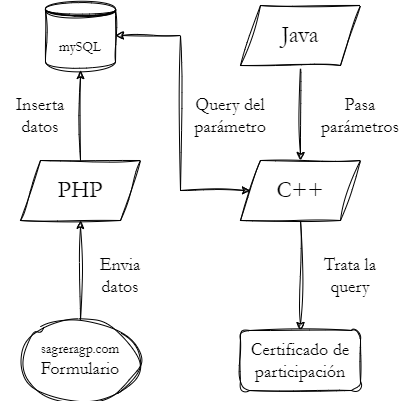 mySQL
Java
Inserta
datos
Query del
parámetro
Pasa
parámetros
PHP
C++
Envia
datos
Trata la
query
sagreragp.com
Formulario
Certificado de
participación